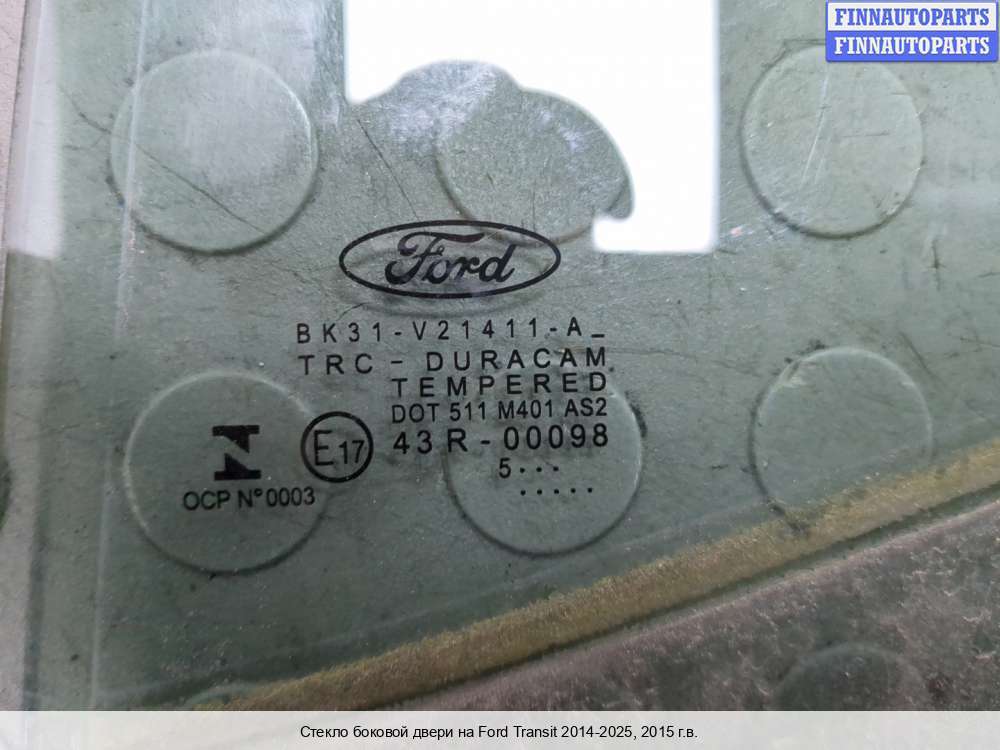 FINNAUTOPARTS
FINNAUTOPARTS
Ford
BK31-V21411-A_
TRC - DURACAM
TEMPERED
DOT 511 M401 AS2
E17 43R-00098
5...
.....
N
OCP N° 0003
Стекло боковой двери на Ford Transit 2014-2025, 2015 г.в.